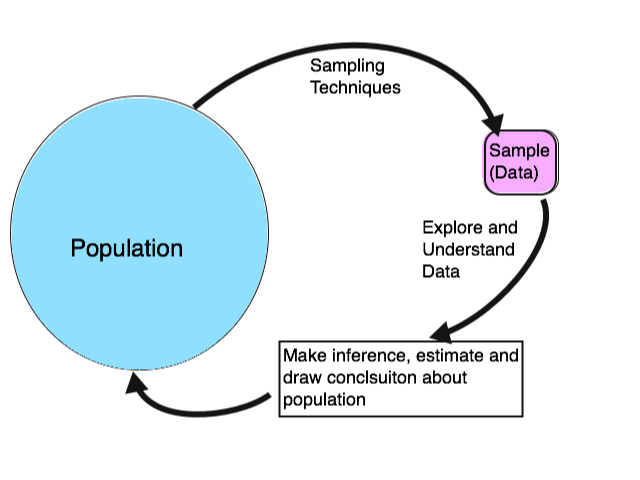 Sampling
Techniques
Sample
(Data)
Explore and
Understand
Data
Population
Make inference, estimate and
draw conclsuiton about
population